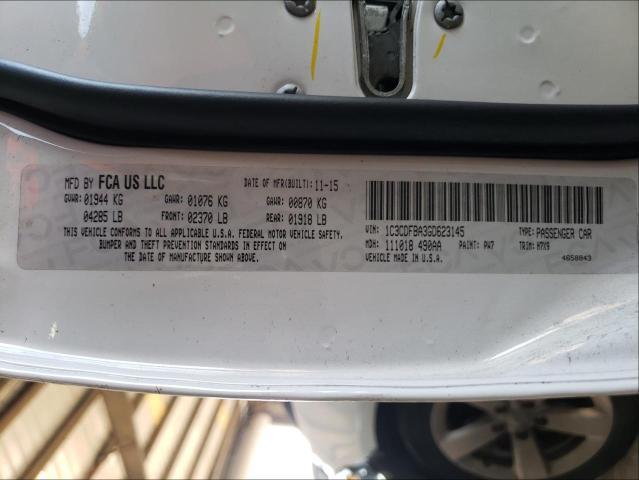 MFD BY FCA US LLC
DATE OF MFR(BUILT): 11-15
GVWR: 01944 KG
GAWR: 01076 KG
GAWR: 00870 KG
04285 LB
FRONT: 02370 LB
REAR: 01918 LB
THIS VEHICLE CONFORMS TO ALL APPLICABLE U.S.A. FEDERAL MOTOR VEHICLE SAFETY,
BUMPER AND THEFT PREVENTION STANDARDS IN EFFECT ON
THE DATE OF MANUFACTURE SHOWN ABOVE.
VIN: 1C3CDFBA3GD623145
TYPE: PASSENGER CAR
MDH: 111018 490AA
PAINT: PW7
TRIM: H7X9
VEHICLE MADE IN U.S.A.
4658843